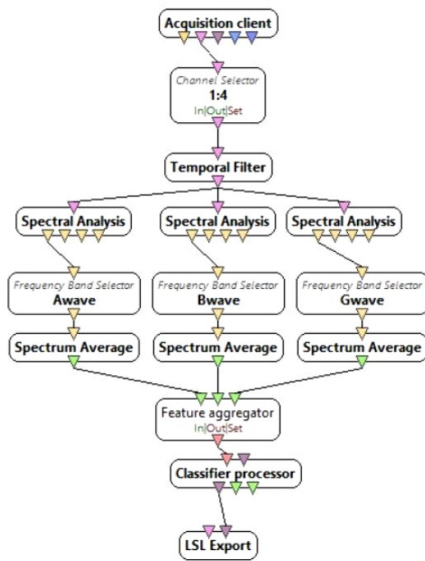 Acquisition client
Channel Selector
1:4
In|Out|Set
Temporal Filter
Spectral Analysis Spectral Analysis Spectral Analysis
Frequency Band Selector Frequency Band Selector Frequency Band Selector
Awave Bwave Gwave
Spectrum Average Spectrum Average Spectrum Average
Feature aggregator
In|Out|Set
Classifier processor
LSL Export